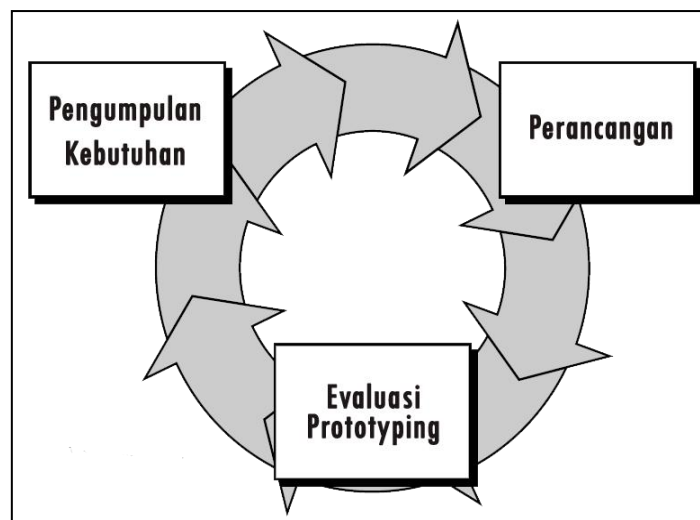 Pengumpulan
Kebutuhan
Perancangan
Evaluasi
Prototyping